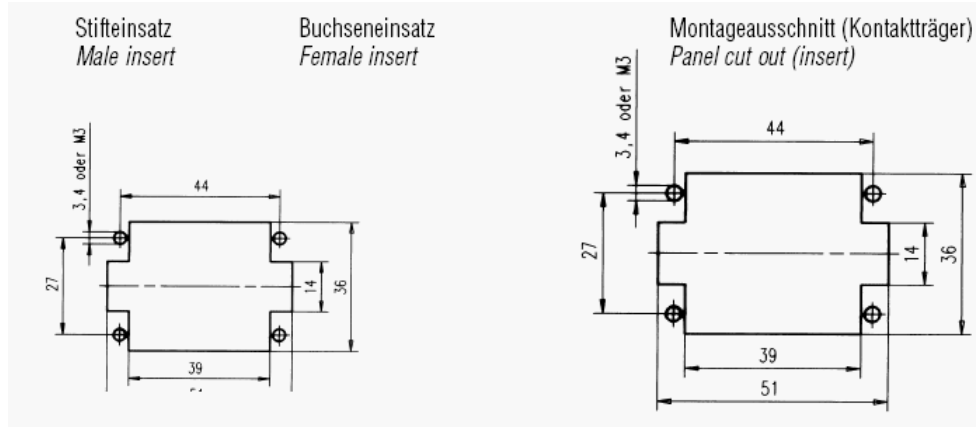 Stifteinsatz
Male insert
Buchseneinsatz
Female insert
Montageausschnitt (Kontaktträger)
Panel cut out (insert)
3,4 oder M3
44
27
14
36
39
3,4 oder M3
44
27
14
36
39
51